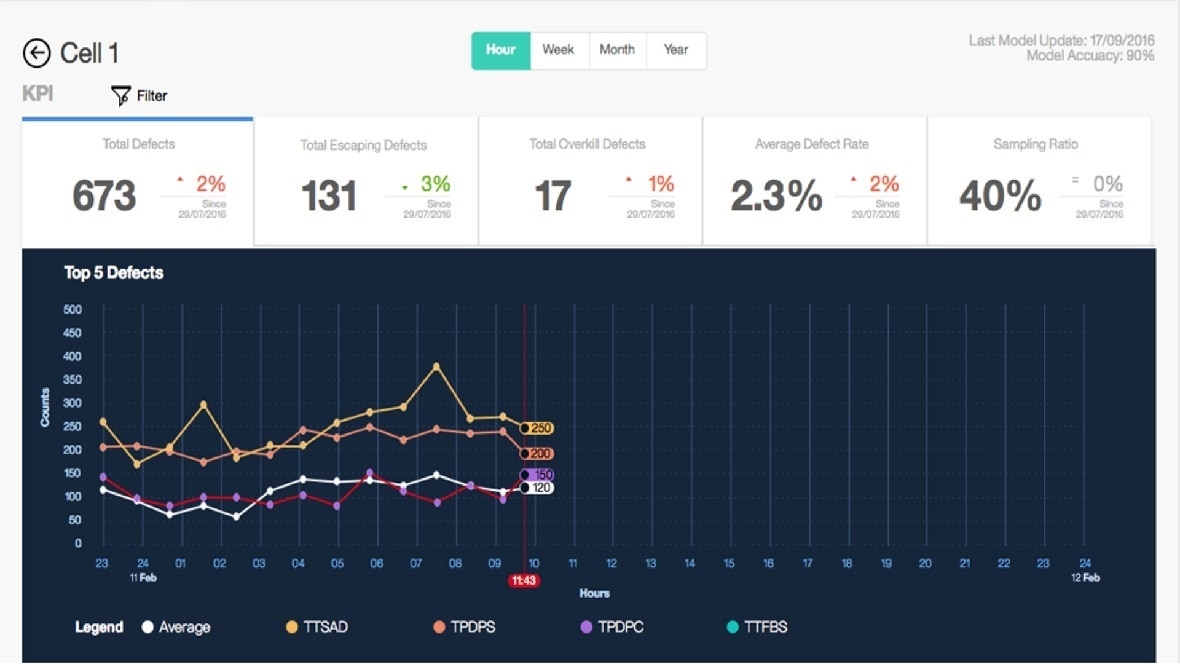 Cell 1
Hour Week Month Year
Last Model Update: 17/09/2016
Model Accuacy: 90%
KPI
Filter
Total Defects
673
2%
Since
29/07/2016
Total Escaping Defects
131
3%
Since
29/07/2016
Total Overkill Defects
17
1%
Since
29/07/2016
Average Defect Rate
2.3%
2%
Since
29/07/2016
Sampling Ratio
40%
= 0%
Since
29/07/2016
Top 5 Defects
500
450
400
350
300
250
200
150
100
50
0
Counts
250
200
150
120
23 24 01 02 03 04 05 06 07 08 09 10 11 12 13 14 15 16 17 18 19 20 21 22 23 24
11 Feb
11:43
12 Feb
Hours
Legend Average TTSAD TPDPS TPDPC TTFBS